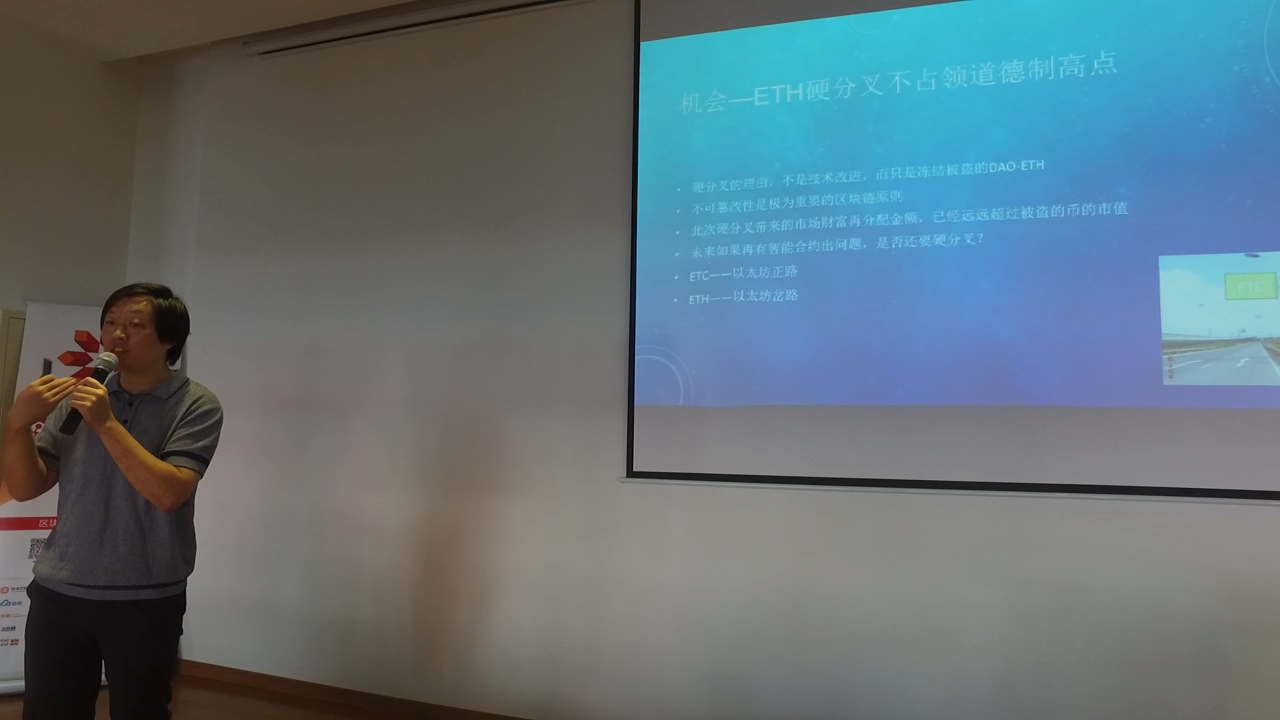 机会—ETH硬分叉不占领道德制高点
硬分叉的理由，不是技术改进，而只是冻结被盗的DAO-ETH
不可篡改性是极为重要的区块链原则
此次硬分叉带来的市场财富再分配金额，已经远远超过被盗的币的市值
未来如果再有智能合约出问题，是否还要硬分叉？
ETC——以太坊正路
ETH——以太坊岔路
ETC
区块